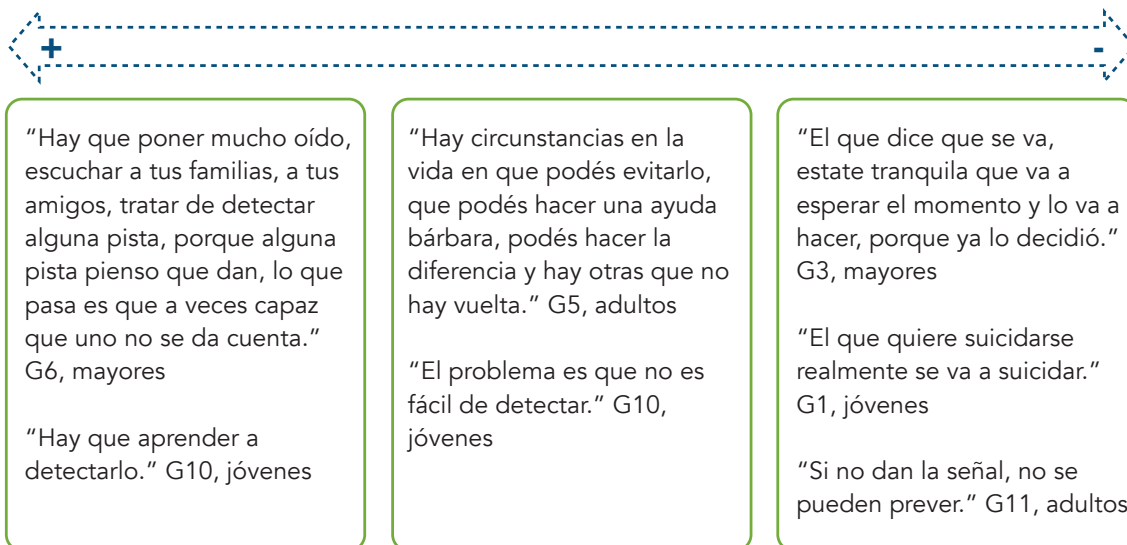 +
-
“Hay que poner mucho oído,
escuchar a tus familias, a tus
amigos, tratar de detectar
alguna pista, porque alguna
pista pienso que dan, lo que
pasa es que a veces capaz
que uno no se da cuenta.”
G6, mayores
“Hay que aprender a
detectarlo.” G10, jóvenes
“Hay circunstancias en la
vida en que podés evitarlo,
que podés hacer una ayuda
bárbara, podés hacer la
diferencia y hay otras que no
hay vuelta.” G5, adultos
“El problema es que no es
fácil de detectar.” G10,
jóvenes
“El que dice que se va,
estate tranquila que va a
esperar el momento y lo va a
hacer, porque ya lo decidió.”
G3, mayores
“El que quiere suicidarse
realmente se va a suicidar.”
G1, jóvenes
“Si no dan la señal, no se
pueden prever.” G11, adultos